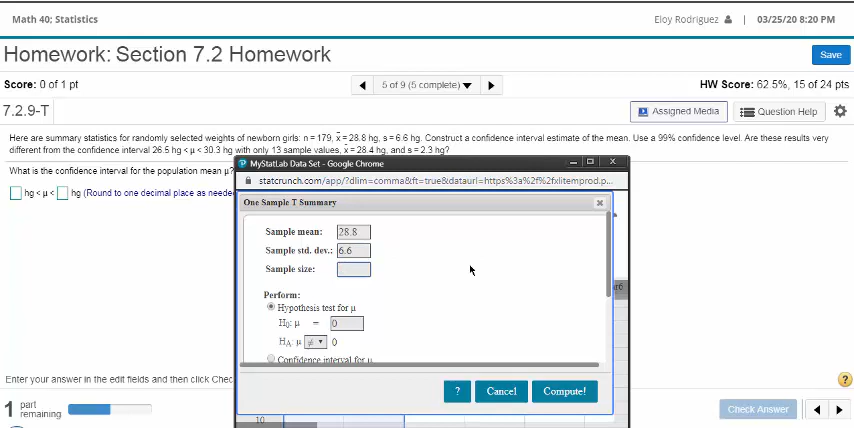 Math 40: Statistics
Eloy Rodriguez | 03/25/20 8:20 PM
Homework: Section 7.2 Homework
Save
Score: 0 of 1 pt
5 of 9 (5 complete)
HW Score: 62.5%, 15 of 24 pts
7.2.9-T
Assigned Media
Question Help
Here are summary statistics for randomly selected weights of newborn girls: n = 179, x̄ = 28.8 hg, s = 6.6 hg. Construct a confidence interval estimate of the mean. Use a 99% confidence level. Are these results very
different from the confidence interval 26.5 hg < μ < 30.3 hg with only 13 sample values, x̄ = 28.4 hg, and s = 2.3 hg?
What is the confidence interval for the population mean μ?
hg < μ < hg (Round to one decimal place as neede
MyStatLab Data Set - Google Chrome
statcrunch.com/app/?dlim=comma&ft=true&dataurl=https%3a%2f%2fxlitemprod.p...
One Sample T Summary
Sample mean: 28.8
Sample std. dev.: 6.6
Sample size:
Perform:
Hypothesis test for μ
H₀: μ = 0
Hᴀ: μ ≠ 0
Confidence interval for μ
? Cancel Compute!
10
Enter your answer in the edit fields and then click Chec
?
1 part
remaining
Check Answer